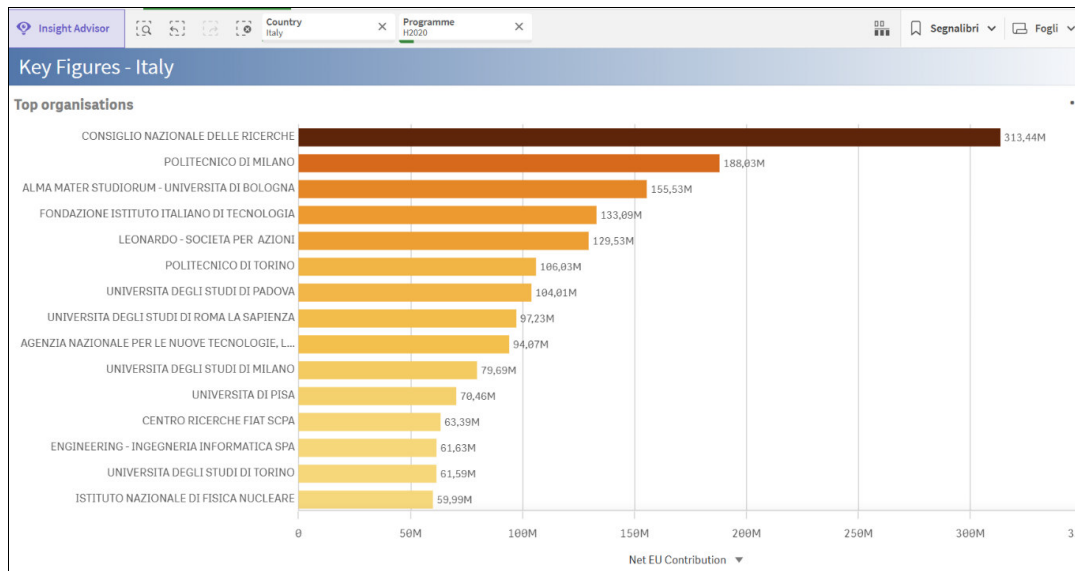 Insight Advisor
Country
Italy
Programme
H2020
Segnalibri
Fogli
Key Figures - Italy
Top organisations
CONSIGLIO NAZIONALE DELLE RICERCHE 313,44M
POLITECNICO DI MILANO 188,03M
ALMA MATER STUDIORUM - UNIVERSITA DI BOLOGNA 155,53M
FONDAZIONE ISTITUTO ITALIANO DI TECNOLOGIA 133,09M
LEONARDO - SOCIETA PER AZIONI 129,53M
POLITECNICO DI TORINO 106,03M
UNIVERSITA DEGLI STUDI DI PADOVA 104,01M
UNIVERSITA DEGLI STUDI DI ROMA LA SAPIENZA 97,23M
AGENZIA NAZIONALE PER LE NUOVE TECNOLOGIE, L... 94,07M
UNIVERSITA DEGLI STUDI DI MILANO 79,69M
UNIVERSITA DI PISA 70,46M
CENTRO RICERCHE FIAT SCPA 63,39M
ENGINEERING - INGEGNERIA INFORMATICA SPA 61,63M
UNIVERSITA DEGLI STUDI DI TORINO 61,59M
ISTITUTO NAZIONALE DI FISICA NUCLEARE 59,99M
0 50M 100M 150M 200M 250M 300M 3
Net EU Contribution